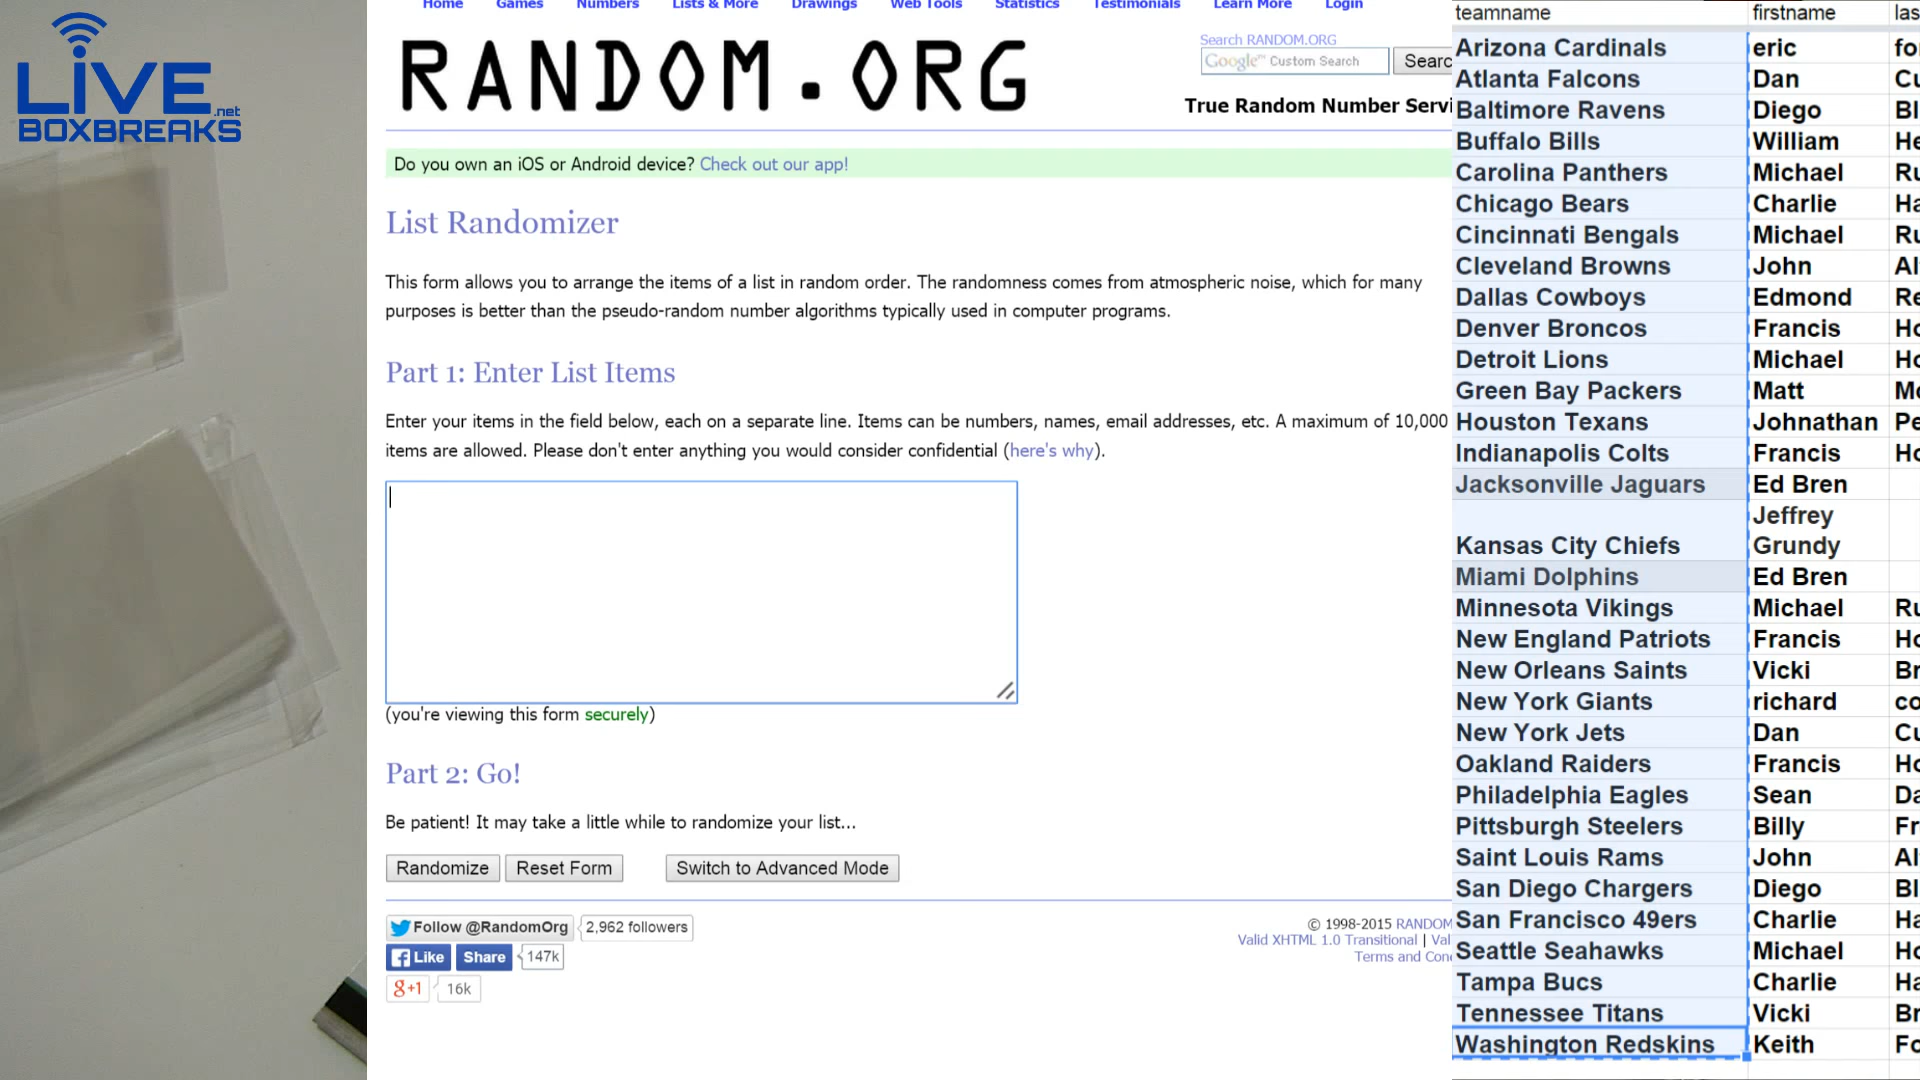 LiVE.net
BOXBREAKS
Home Games Numbers Lists & More Drawings Web Tools Statistics Testimonials Learn More Login
RANDOM.ORG
Search RANDOM.ORG
Google™ Custom Search
True Random Number
Do you own an iOS or Android device? Check out our app!
List Randomizer
This form allows you to arrange the items of a list in random order. The randomness comes from atmospheric noise, which for many
purposes is better than the pseudo-random number algorithms typically used in computer programs.
Part 1: Enter List Items
Enter your items in the field below, each on a separate line. Items can be numbers, names, email addresses, etc. A maximum of 10,000
items are allowed. Please don't enter anything you would consider confidential (here's why).
(you're viewing this form securely)
Part 2: Go!
Be patient! It may take a little while to randomize your list...
Randomize Reset Form Switch to Advanced Mode
Follow @RandomOrg 2,962 followers
Like Share 147k
g+1 16k
© 1998-2015 RANDOM
Valid XHTML 1.0 Transitional |
Terms and
teamname firstname
Arizona Cardinals eric
Atlanta Falcons Dan
Baltimore Ravens Diego
Buffalo Bills William
Carolina Panthers Michael
Chicago Bears Charlie
Cincinnati Bengals Michael
Cleveland Browns John
Dallas Cowboys Edmond
Denver Broncos Francis
Detroit Lions Michael
Green Bay Packers Matt
Houston Texans Johnathan
Indianapolis Colts Francis
Jacksonville Jaguars Ed Bren
Jeffrey
Kansas City Chiefs Grundy
Miami Dolphins Ed Bren
Minnesota Vikings Michael
New England Patriots Francis
New Orleans Saints Vicki
New York Giants richard
New York Jets Dan
Oakland Raiders Francis
Philadelphia Eagles Sean
Pittsburgh Steelers Billy
Saint Louis Rams John
San Diego Chargers Diego
San Francisco 49ers Charlie
Seattle Seahawks Michael
Tampa Bucs Charlie
Tennessee Titans Vicki
Washington Redskins Keith